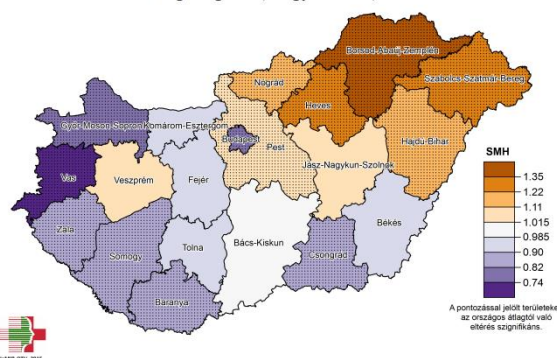 Borsod-Abaúj-Zemplén
Szabolcs-Szatmár-Bereg
Nógrád
Heves
Győr-Moson-Sopron
Komárom-Esztergom
Budapest
Hajdu-Bihar
Pest
Jász-Nagykun-Szolnok
Vas
Veszprém
Fejér
Békés
Zala
Somogy
Tolna
Bács-Kiskun
Csongrád
Baranya
SMH
1.35
1.22
1.11
1.015
0.985
0.90
0.82
0.74
A pontozással jelölt területeke
az országos átlagtól való
eltérés szignifikáns.